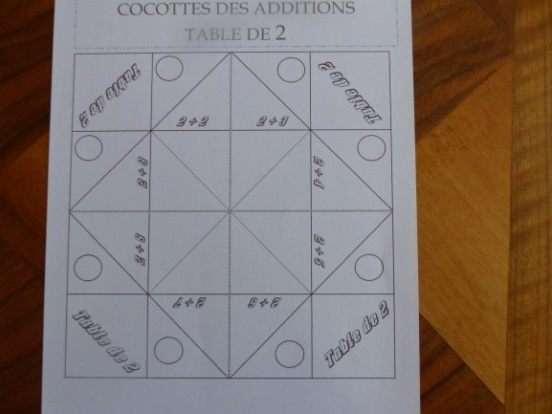 COCOTTES DES ADDITIONS
TABLE DE 2
Table de 2
Table de 2
2+2
2+3
2+9
2+4
2+8
2+5
2+7
2+6
Table de 2
Table de 2